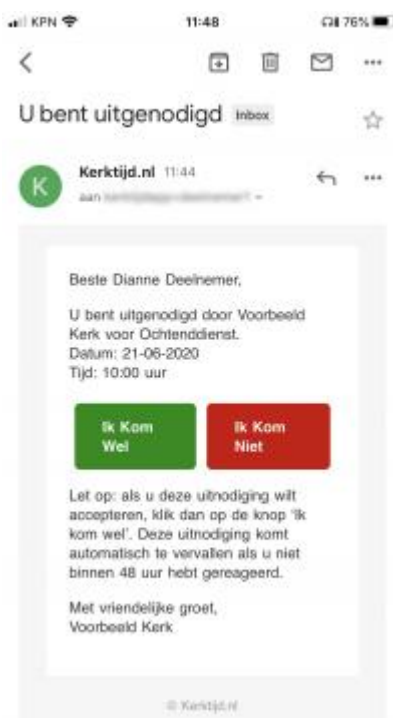 KPN 11:48 76%
U bent uitgenodigd Inbox
K
Kerktijd.nl 11:44
aan
Beste Dianne Deelnemer,
U bent uitgenodigd door Voorbeeld
Kerk voor Ochtenddienst.
Datum: 21-06-2020
Tijd: 10:00 uur
Ik Kom
Wel
Ik Kom
Niet
Let op: als u deze uitnodiging wilt
accepteren, klik dan op de knop 'Ik
kom wel'. Deze uitnodiging komt
automatisch te vervallen als u niet
binnen 48 uur hebt gereageerd.
Met vriendelijke groet,
Voorbeeld Kerk
© Kerktijd.nl